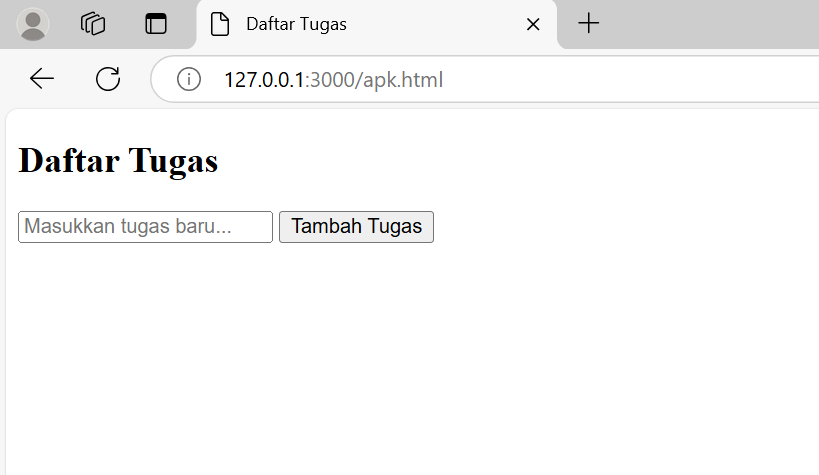 Daftar Tugas
127.0.0.1:3000/apk.html
Daftar Tugas
Masukkan tugas baru... Tambah Tugas